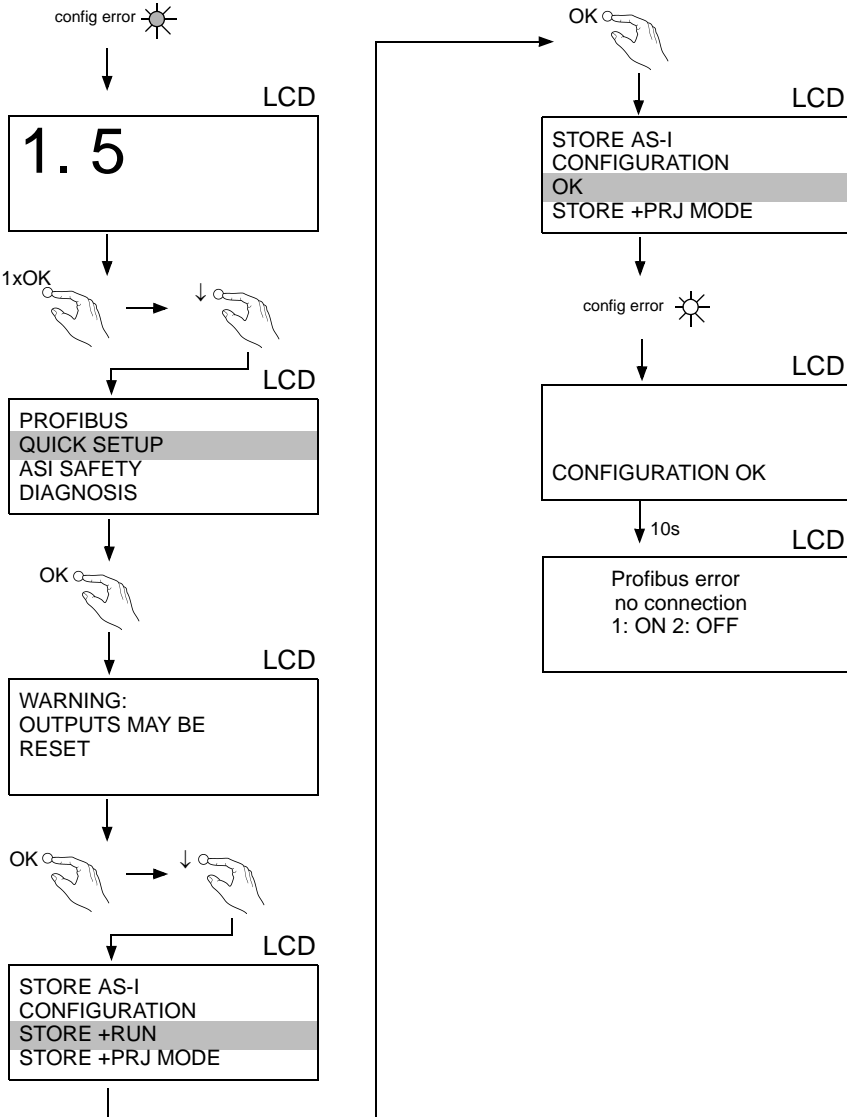 config error
LCD
1. 5
1xOK
↓
LCD
PROFIBUS
QUICK SETUP
ASI SAFETY
DIAGNOSIS
OK
LCD
WARNING:
OUTPUTS MAY BE
RESET
OK
↓
LCD
STORE AS-I
CONFIGURATION
STORE +RUN
STORE +PRJ MODE
OK
LCD
STORE AS-I
CONFIGURATION
OK
STORE +PRJ MODE
config error
LCD
CONFIGURATION OK
10s
LCD
Profibus error
no connection
1: ON 2: OFF